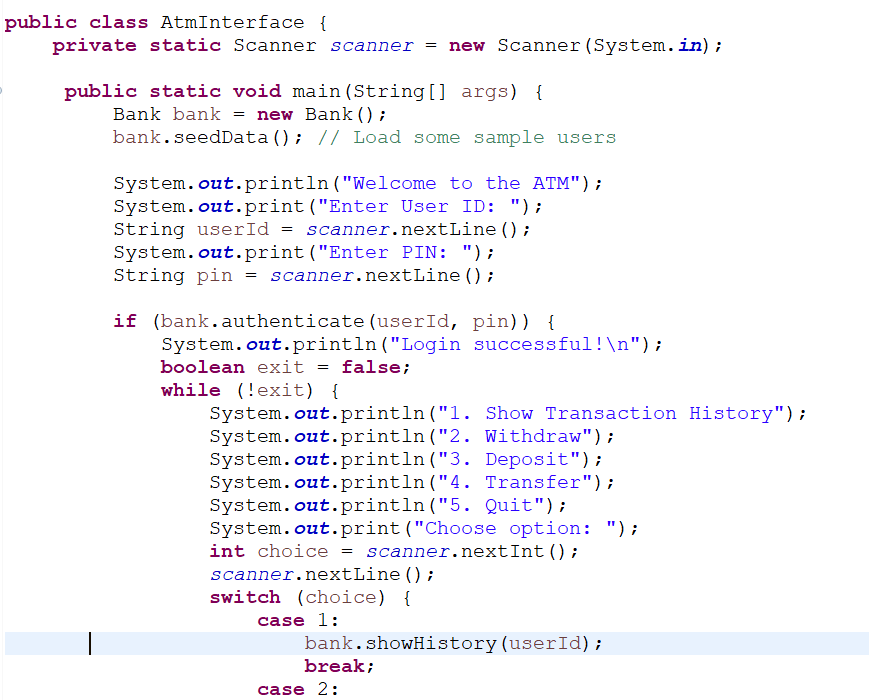 public class AtmInterface {
    private static Scanner scanner = new Scanner(System.in);

     public static void main(String[] args) {
         Bank bank = new Bank();
         bank.seedData(); // Load some sample users

         System.out.println("Welcome to the ATM");
         System.out.print("Enter User ID: ");
         String userId = scanner.nextLine();
         System.out.print("Enter PIN: ");
         String pin = scanner.nextLine();

         if (bank.authenticate(userId, pin)) {
             System.out.println("Login successful!\n");
             boolean exit = false;
             while (!exit) {
                 System.out.println("1. Show Transaction History");
                 System.out.println("2. Withdraw");
                 System.out.println("3. Deposit");
                 System.out.println("4. Transfer");
                 System.out.println("5. Quit");
                 System.out.print("Choose option: ");
                 int choice = scanner.nextInt();
                 scanner.nextLine();
                 switch (choice) {
                     case 1:
                         bank.showHistory(userId);
                         break;
                     case 2: